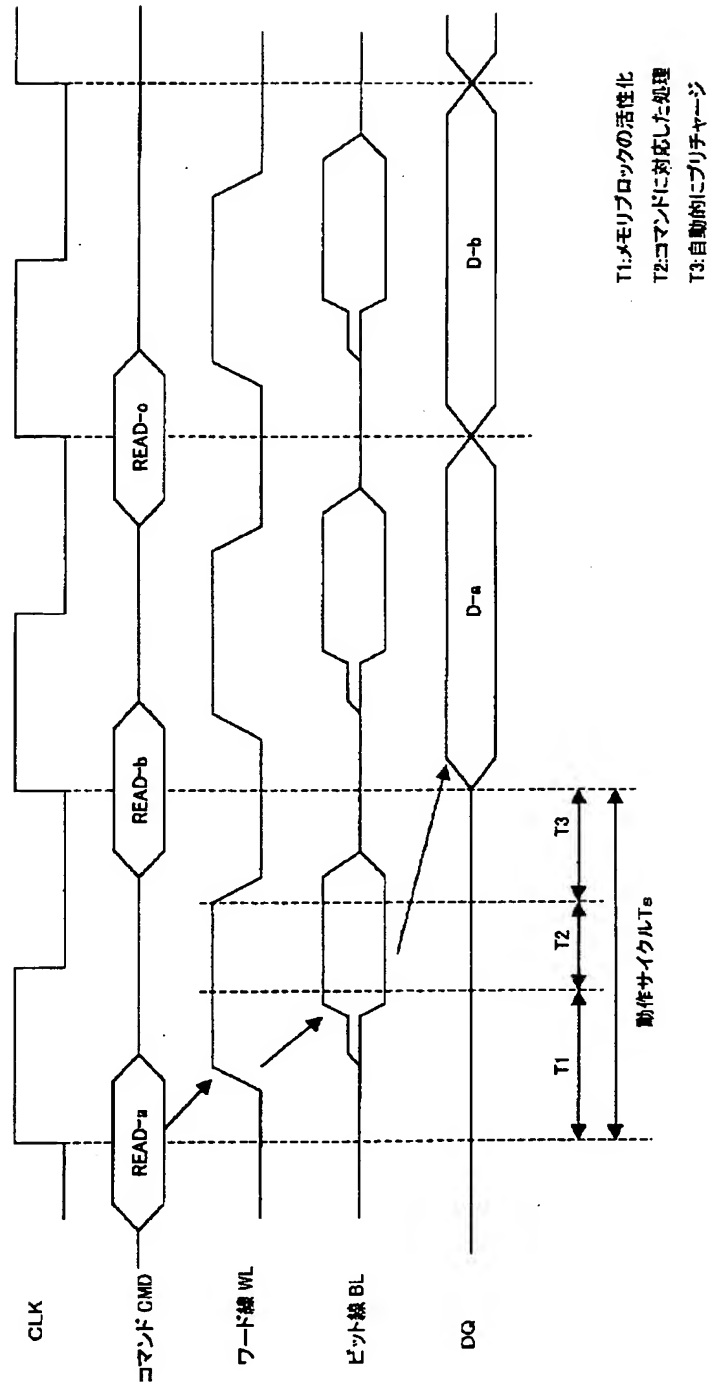 CLK
コマンド CMD
READ-a
READ-b
READ-c
ワード線 WL
ビット線 BL
DQ
D-a
D-b
T1
T2
T3
動作サイクルTs
T1:メモリブロックの活性化
T2:コマンドに対応した処理
T3:自動的にプリチャージ